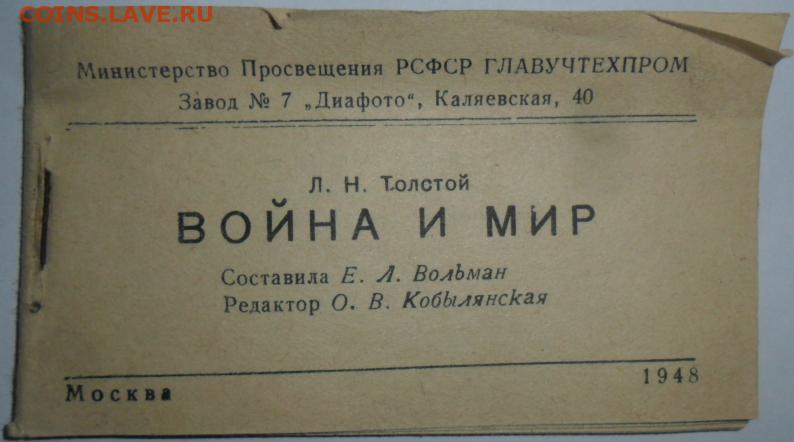 COINS.LAVE.RU
Министерство Просвещения РСФСР ГЛАВУЧТЕХПРОМ
Завод № 7 „Диафото“, Каляевская, 40
Л. Н. Толстой
ВОЙНА И МИР
Составила Е. Л. Вольман
Редактор О. В. Кобылянская
Москва 1948